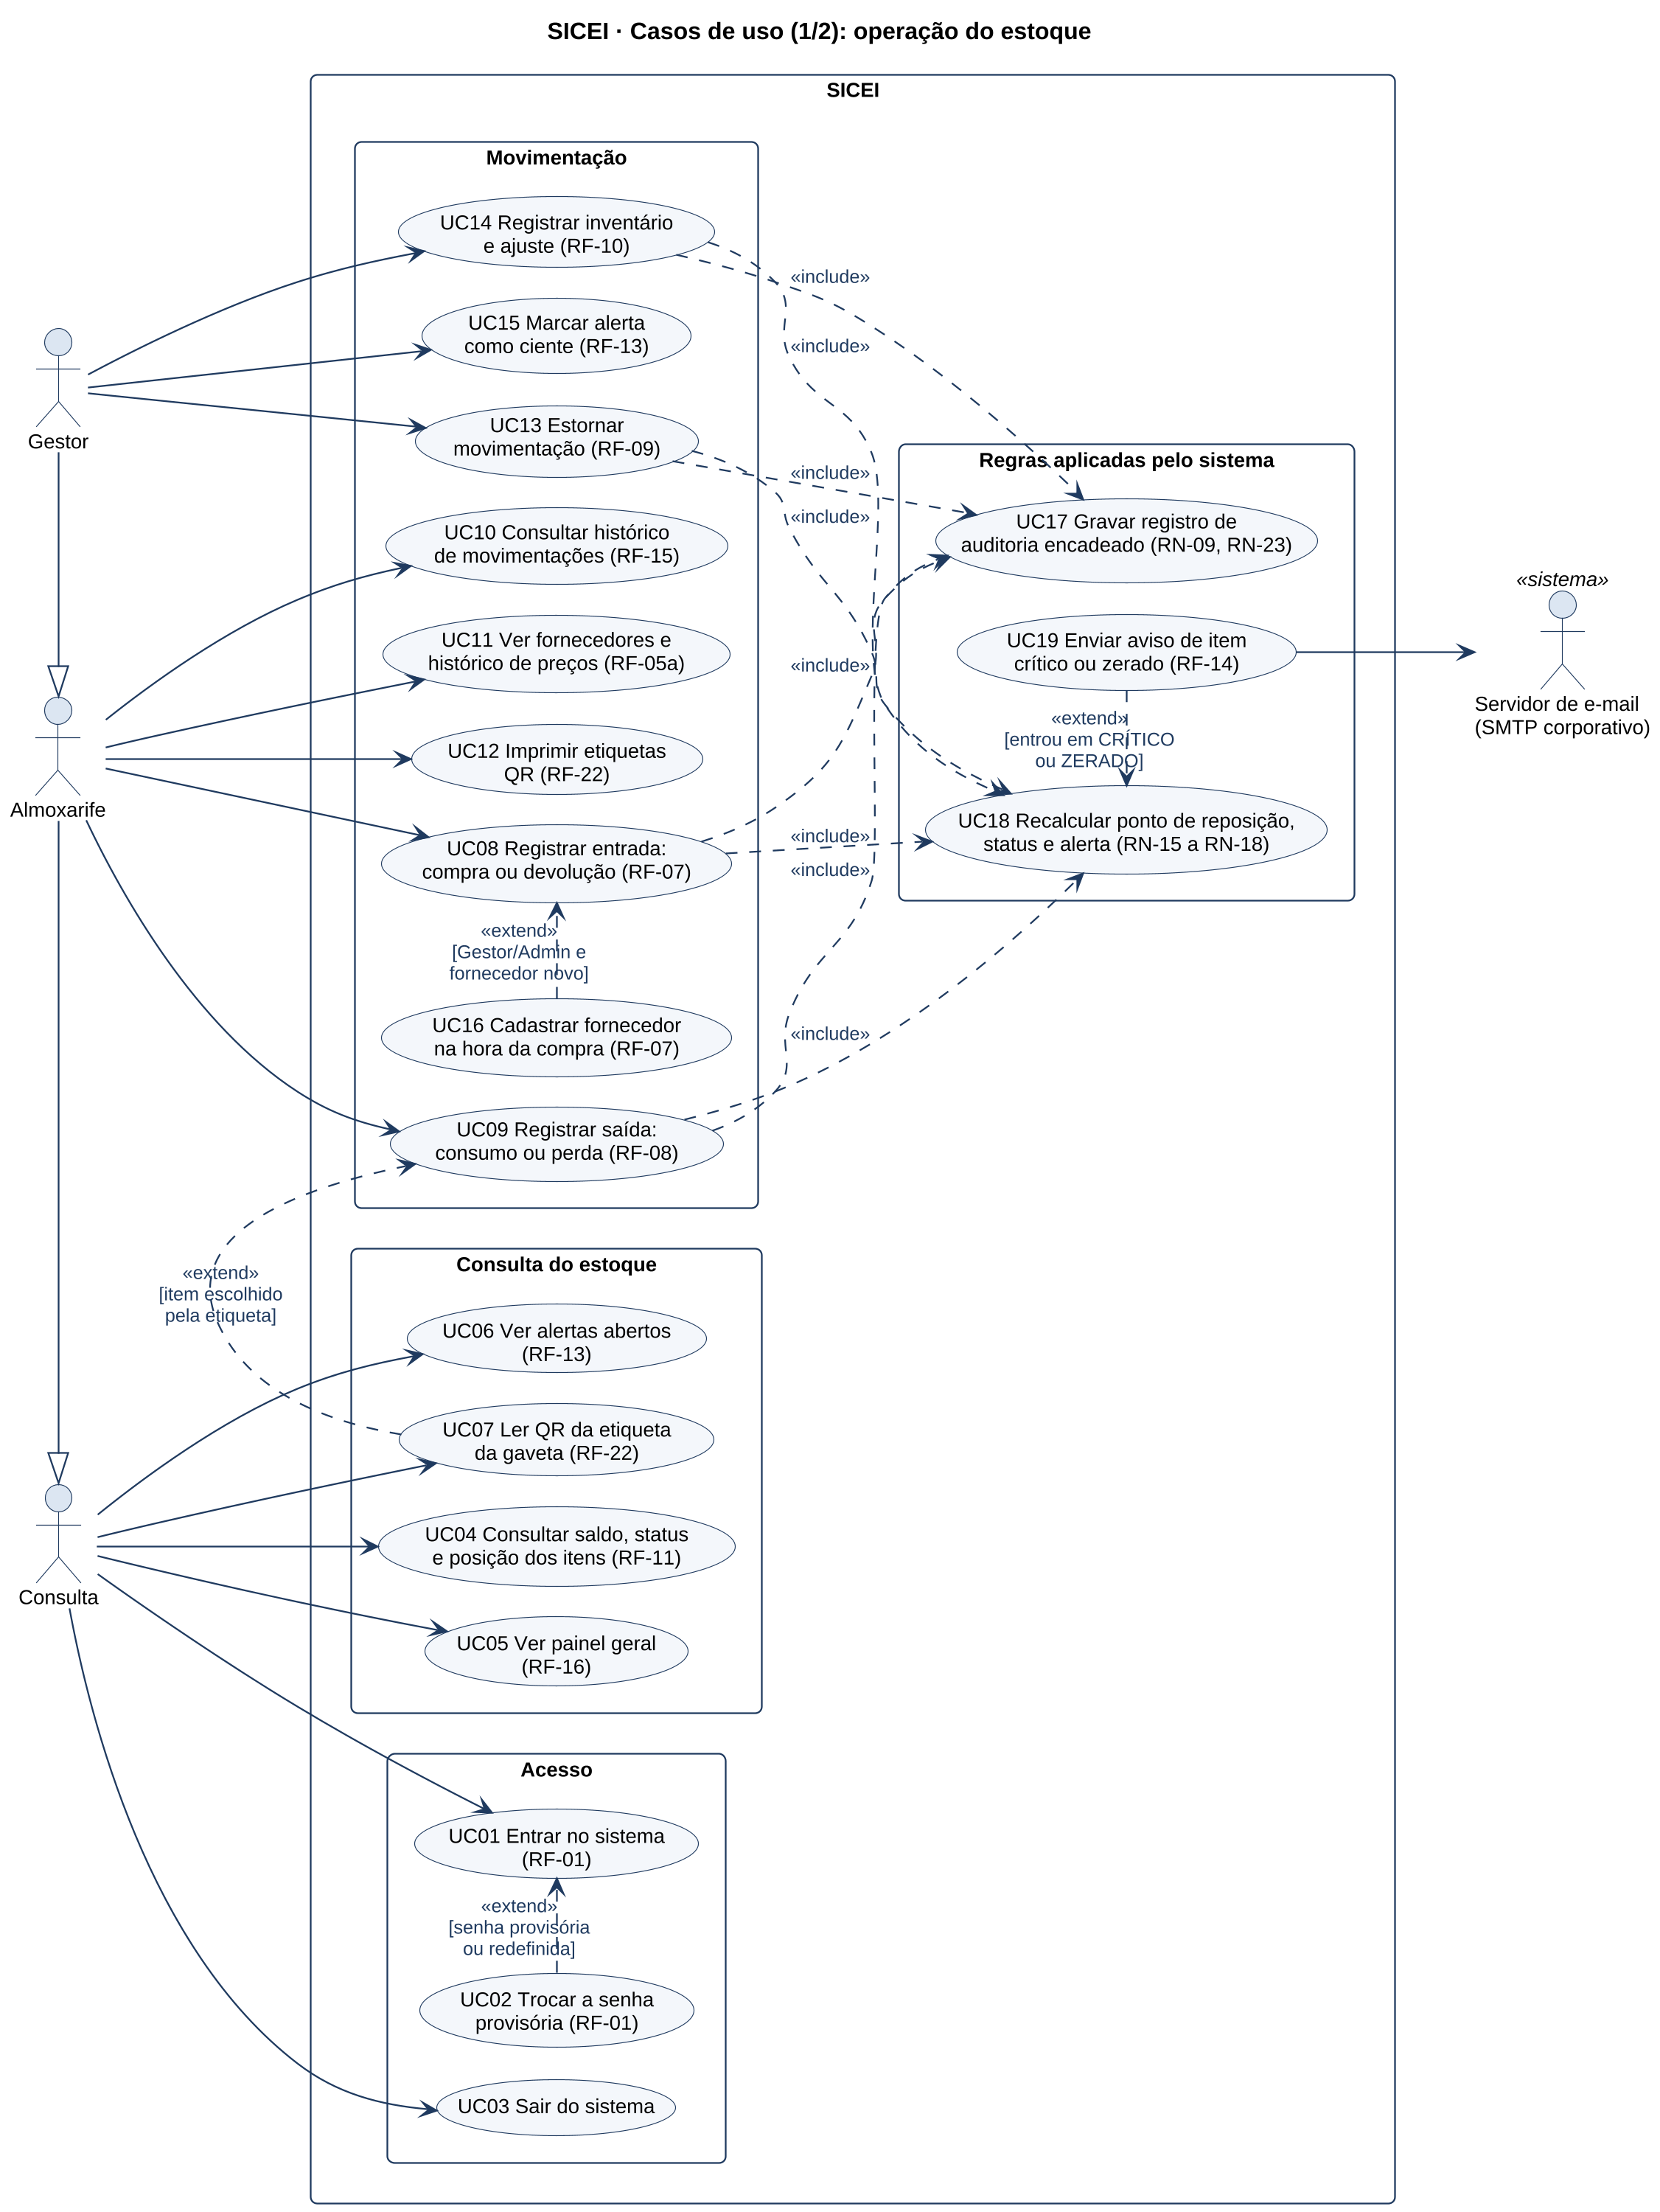 SICEI · Casos de uso (1/2): operação do estoque
SICEI
Movimentação
UC14 Registrar inventário
e ajuste (RF-10)
«include»
UC15 Marcar alerta
como ciente (RF-13)
«include»
Gestor
UC13 Estornar
movimentação (RF-09)
«include»
«include»
Regras aplicadas pelo sistema
UC17 Gravar registro de
auditoria encadeado (RN-09, RN-23)
UC10 Consultar histórico
de movimentações (RF-15)
UC11 Ver fornecedores e
histórico de preços (RF-05a)
«include»
UC19 Enviar aviso de item
crítico ou zerado (RF-14)
«sistema»
Servidor de e-mail
(SMTP corporativo)
«extend»
[entrou em CRÍTICO
ou ZERADO]
Almoxarife
UC12 Imprimir etiquetas
QR (RF-22)
UC08 Registrar entrada:
compra ou devolução (RF-07)
«include»
«include»
UC18 Recalcular ponto de reposição,
status e alerta (RN-15 a RN-18)
«extend»
[Gestor/Admin e
fornecedor novo]
UC16 Cadastrar fornecedor
na hora da compra (RF-07)
«include»
UC09 Registrar saída:
consumo ou perda (RF-08)
«extend»
[item escolhido
pela etiqueta]
Consulta do estoque
UC06 Ver alertas abertos
(RF-13)
UC07 Ler QR da etiqueta
da gaveta (RF-22)
UC04 Consultar saldo, status
e posição dos itens (RF-11)
Consulta
UC05 Ver painel geral
(RF-16)
Acesso
UC01 Entrar no sistema
(RF-01)
«extend»
[senha provisória
ou redefinida]
UC02 Trocar a senha
provisória (RF-01)
UC03 Sair do sistema